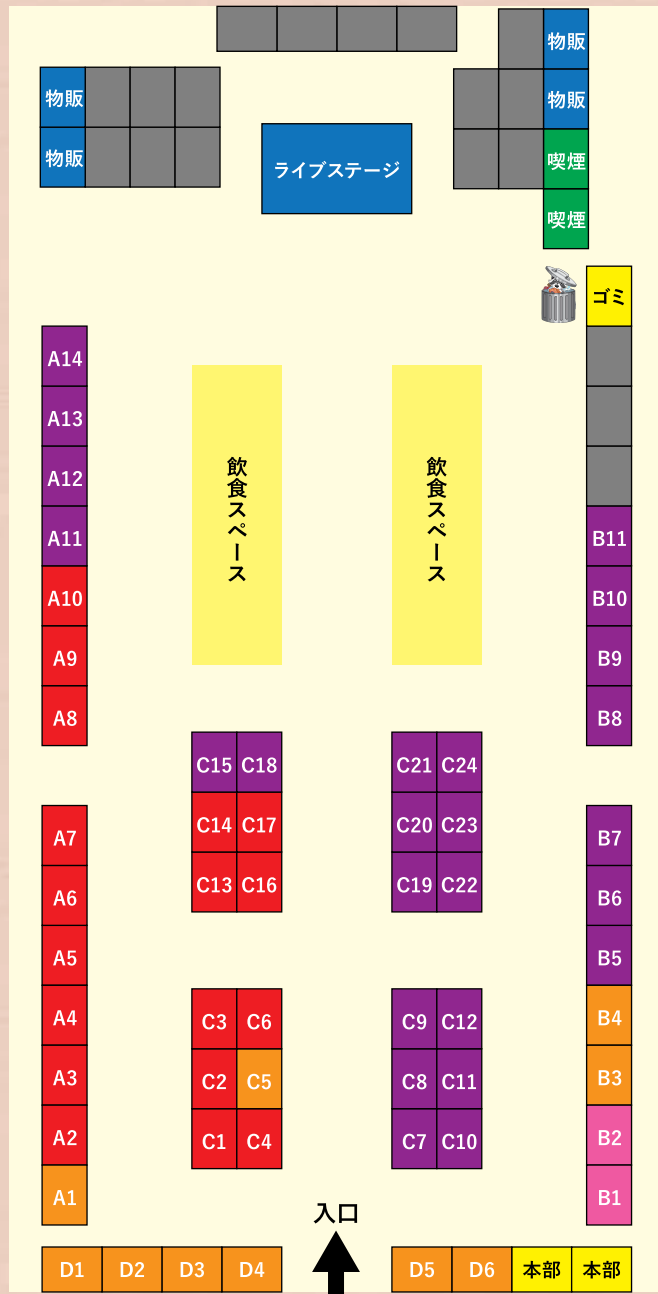 物販
物販
物販
物販
ライブステージ
喫煙
喫煙
ゴミ
A14
A13
A12
A11
A10
A9
A8
飲食スペース
飲食スペース
B11
B10
B9
B8
C15 C18
C14 C17
C13 C16
C21 C24
C20 C23
C19 C22
A7
A6
A5
A4
A3
A2
A1
C3 C6
C2 C5
C1 C4
C9 C12
C8 C11
C7 C10
B7
B6
B5
B4
B3
B2
B1
入口
D1 D2 D3 D4
D5 D6 本部 本部